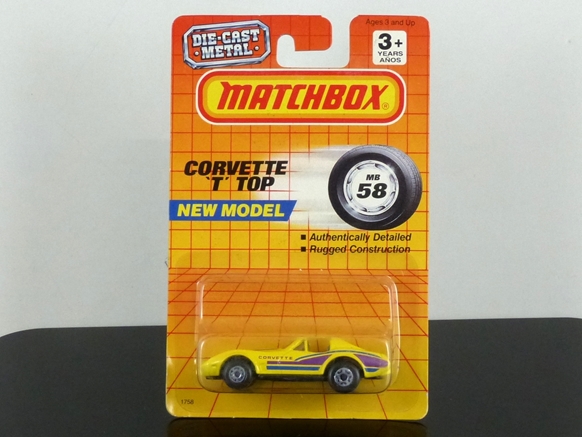 Ages 3 and Up
DIE-CAST
METAL
3+
YEARS
AÑOS
MATCHBOX®
CORVETTE
'T' TOP
MB
58
NEW MODEL
■ Authentically Detailed
■ Rugged Construction
CORVETTE
1758